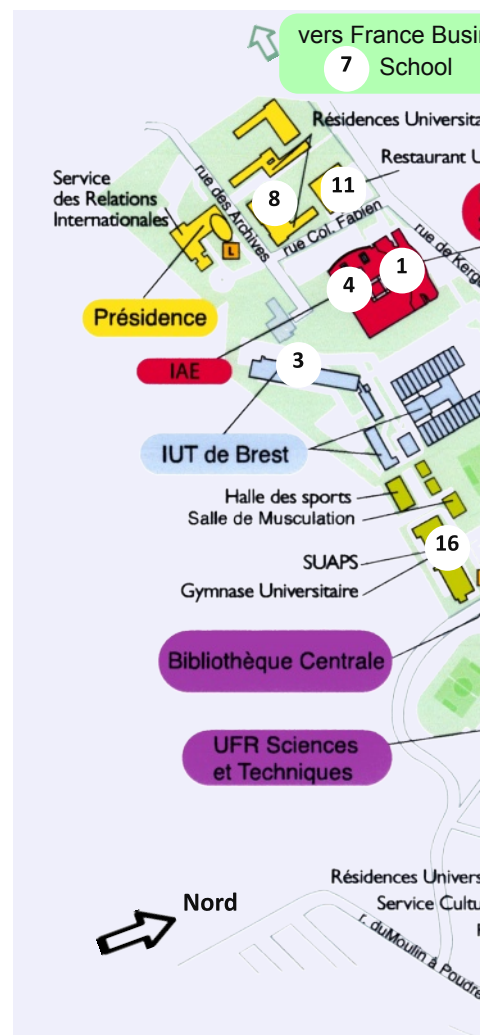 vers France Busi
7 School
Résidences Universita
Restaurant U
Service
des Relations
Internationales
rue des Archives
8
11
rue Col. Fabien
rue de Kerg
L
1
4
Présidence
IAE
3
IUT de Brest
Halle des sports
Salle de Musculation
16
SUAPS
Gymnase Universitaire
Bibliothèque Centrale
UFR Sciences
et Techniques
Résidences Univers
Service Cultu
Nord
r. duMoulin à Poudre